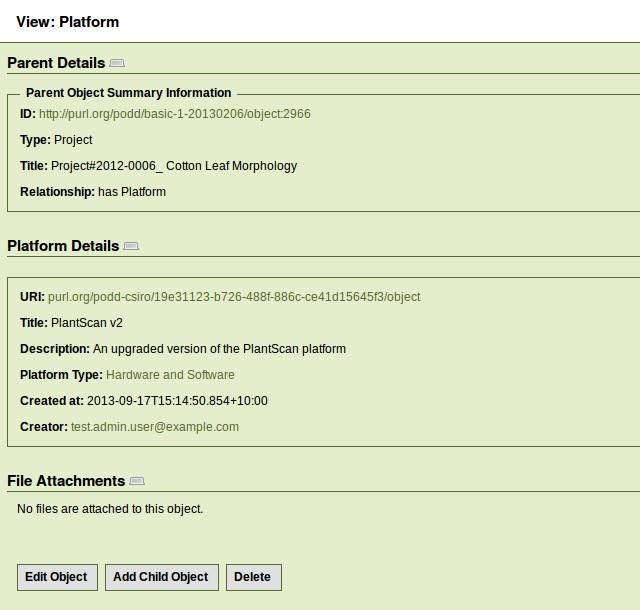 View: Platform
Parent Details
Parent Object Summary Information
ID: http://purl.org/podd/basic-1-20130206/object:2966
Type: Project
Title: Project#2012-0006_ Cotton Leaf Morphology
Relationship: has Platform
Platform Details
URI: purl.org/podd-csiro/19e31123-b726-488f-886c-ce41d15645f3/object
Title: PlantScan v2
Description: An upgraded version of the PlantScan platform
Platform Type: Hardware and Software
Created at: 2013-09-17T15:14:50.854+10:00
Creator: test.admin.user@example.com
File Attachments
No files are attached to this object.
Edit Object Add Child Object Delete